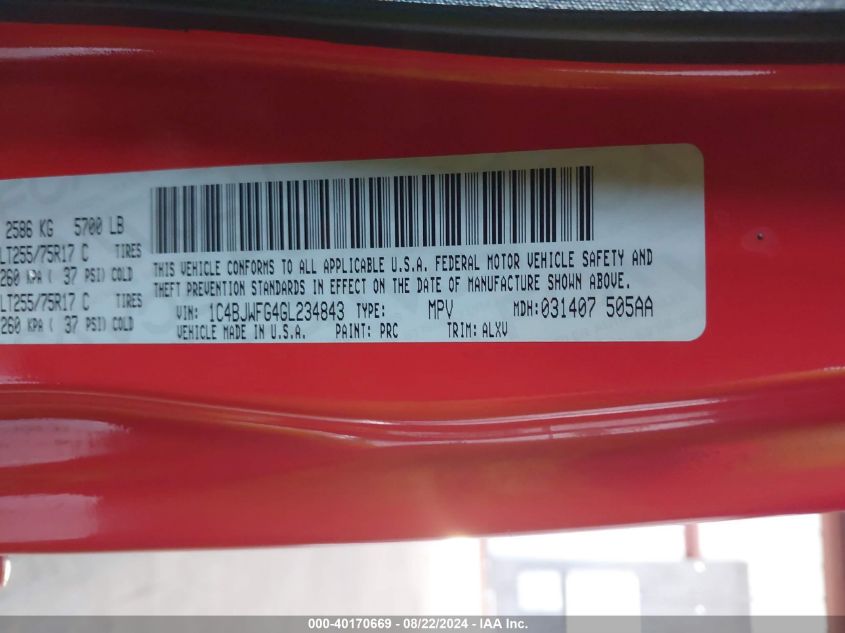 2586 KG 5700 LB
LT255/75R17 C TIRES
260 KPA ( 37 PSI) COLD
LT255/75R17 C TIRES
260 KPA ( 37 PSI) COLD
THIS VEHICLE CONFORMS TO ALL APPLICABLE U.S.A. FEDERAL MOTOR VEHICLE SAFETY AND
THEFT PREVENTION STANDARDS IN EFFECT ON THE DATE OF MANUFACTURE SHOWN ABOVE.
VIN: 1C4BJWFG4GL234843 TYPE: MPV MDH:031407 505AA
VEHICLE MADE IN U.S.A. PAINT: PRC TRIM: ALXV
000-40170669 - 08/22/2024 - IAA Inc.